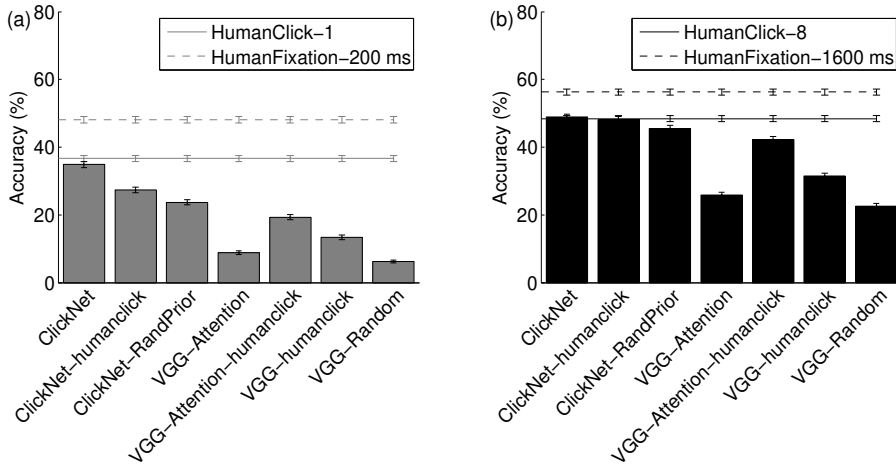 (a)
80
60
40
20
0
Accuracy (%)
HumanClick−1
HumanFixation−200 ms
ClickNet
ClickNet−humanclick
ClickNet−RandPrior
VGG−Attention
VGG−Attention−humanclick
VGG−humanclick
VGG−Random
(b)
80
60
40
20
0
Accuracy (%)
HumanClick−8
HumanFixation−1600 ms
ClickNet
ClickNet−humanclick
ClickNet−RandPrior
VGG−Attention
VGG−Attention−humanclick
VGG−humanclick
VGG−Random